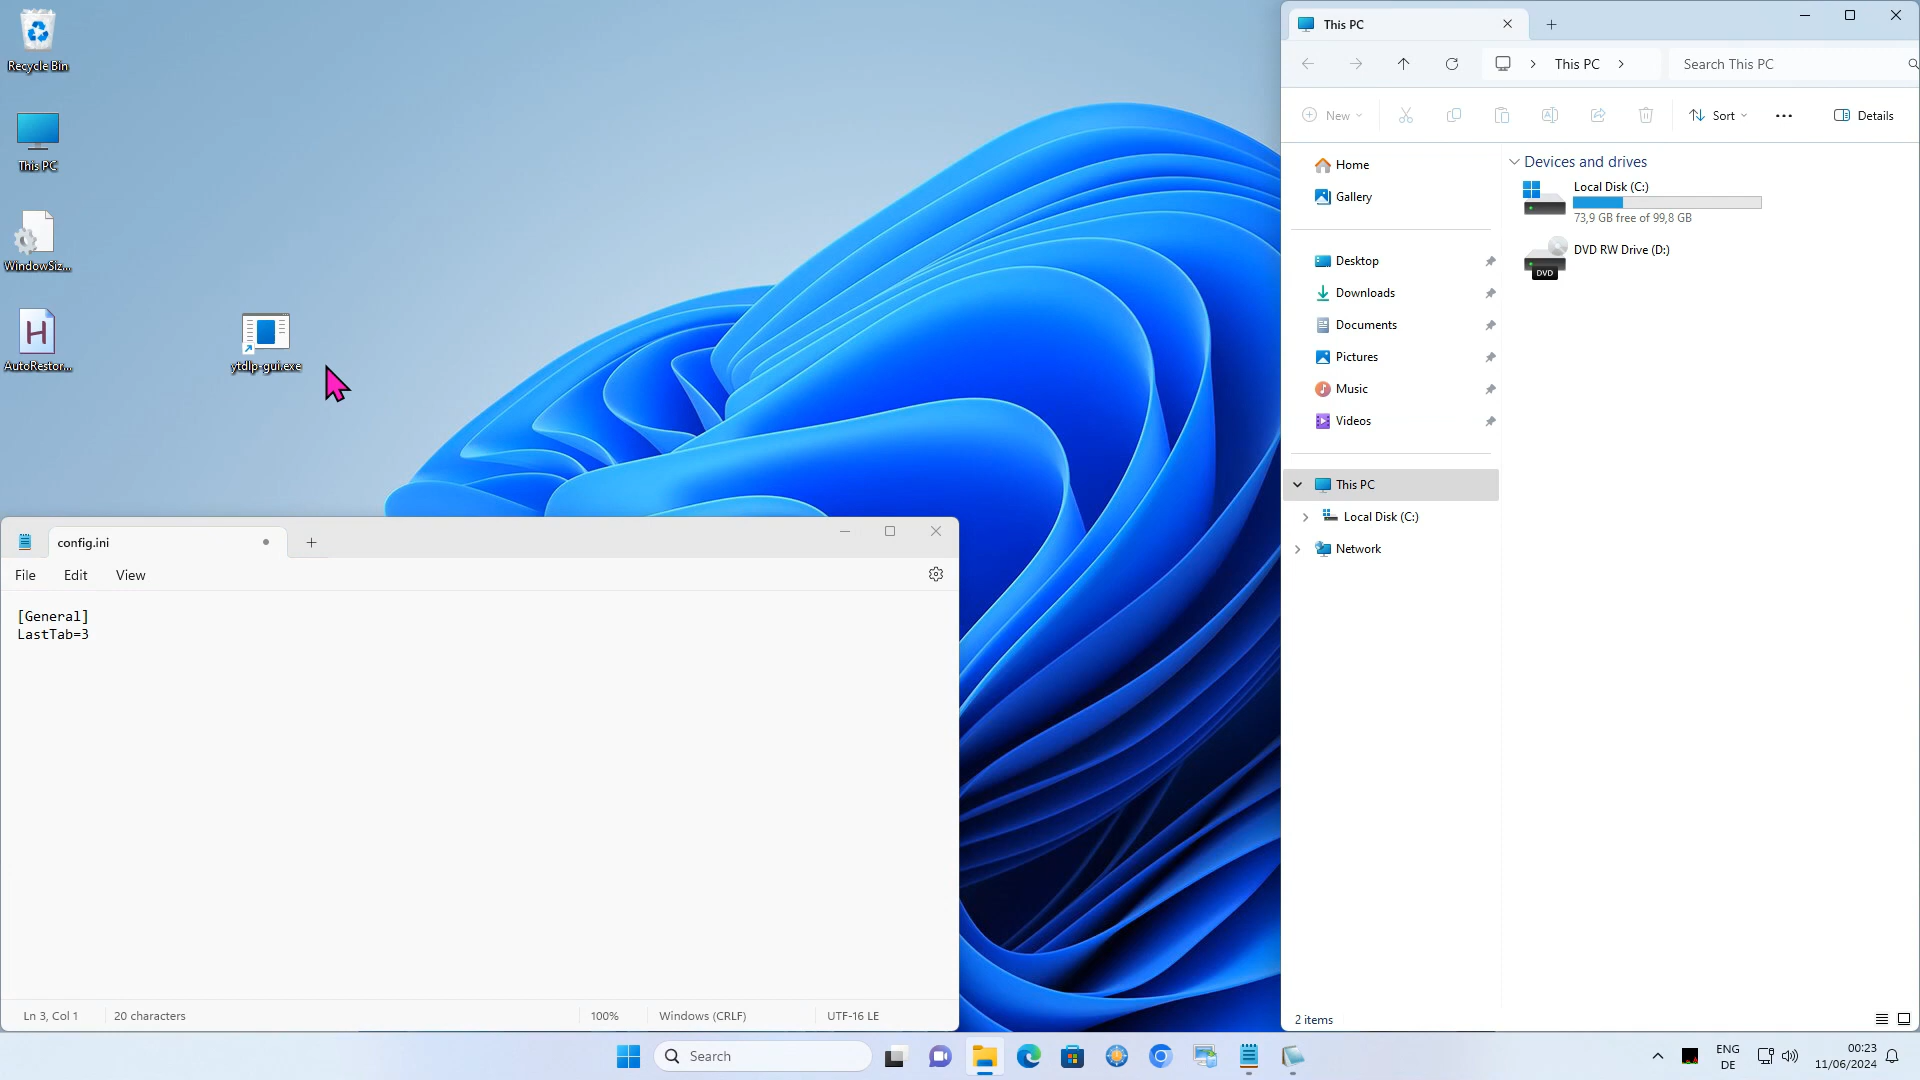 Recycle Bin
This PC
WindowSiz...
AutoRestor...
ytdlp-gui.exe
This PC
This PC
Search This PC
New
Sort
Details
Home
Gallery
Desktop
Downloads
Documents
Pictures
Music
Videos
This PC
Local Disk (C:)
Network
Devices and drives
Local Disk (C:)
73,9 GB free of 99,8 GB
DVD RW Drive (D:)
DVD
2 items
config.ini
File Edit View
[General]
LastTab=3
Ln 3, Col 1
20 characters
100%
Windows (CRLF)
UTF-16 LE
Search
ENG
DE
00:23
11/06/2024